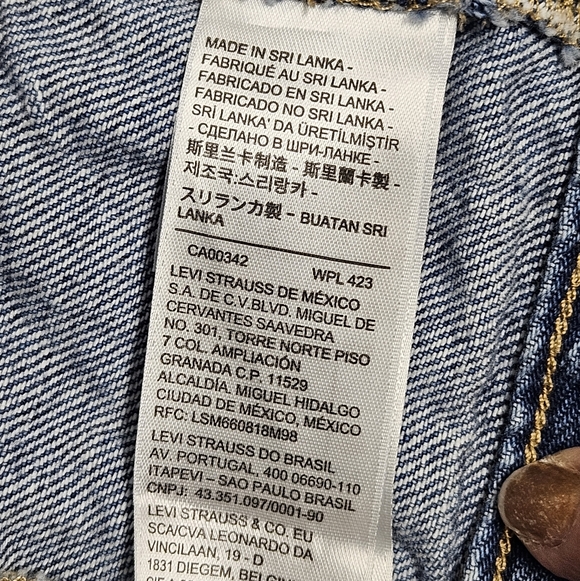 MADE IN SRI LANKA -
FABRIQUÉ AU SRI LANKA -
FABRICADO EN SRI LANKA -
FABRICADO NO SRI LANKA -
SRİ LANKA' DA ÜRETİLMİŞTİR
- СДЕЛАНО В ШРИ-ЛАНКЕ -
斯里兰卡制造 - 斯里蘭卡製 -
제조국:스리랑카 -
スリランカ製 - BUATAN SRI
LANKA
CA00342 WPL 423
LEVI STRAUSS DE MÉXICO
S.A. DE C.V.BLVD. MIGUEL DE
CERVANTES SAAVEDRA
NO. 301, TORRE NORTE PISO
7 COL. AMPLIACIÓN
GRANADA C.P. 11529
ALCALDÍA. MIGUEL HIDALGO
CIUDAD DE MÉXICO, MÉXICO
RFC: LSM660818M98
LEVI STRAUSS DO BRASIL
AV. PORTUGAL, 400 06690-110
ITAPEVI – SAO PAULO BRASIL
CNPJ: 43.351.097/0001-90
LEVI STRAUSS & CO. EU
SCA/CVA LEONARDO DA
VINCILAAN, 19 - D
1831 DIEGEM, BELGIU